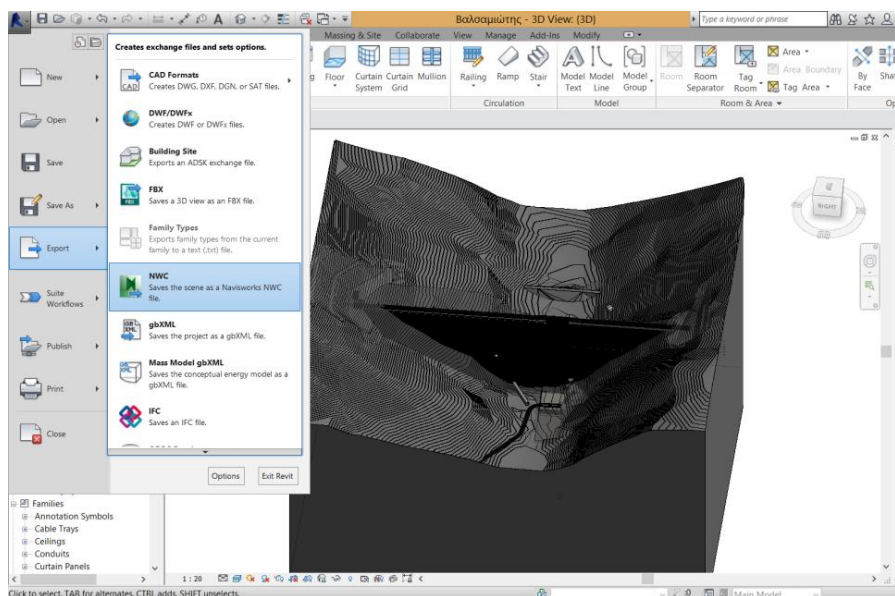 Βαλσαμιώτης - 3D View: {3D}
Type a keyword or phrase
Massing & Site Collaborate View Manage Add-Ins Modify
Creates exchange files and sets options.
New
Open
Save
Save As
Export
Suite Workflows
Publish
Print
Close
CAD Formats
Creates DWG, DXF, DGN, or SAT files.
DWF/DWFx
Creates DWF or DWFx files.
Building Site
Exports an ADSK exchange file.
FBX
Saves a 3D view as an FBX file.
Family Types
Exports family types from the current
family to a text (.txt) file.
NWC
Saves the scene as a Navisworks NWC
file.
gbXML
Saves the project as a gbXML file.
Mass Model gbXML
Saves the conceptual energy model as a
gbXML file.
IFC
Saves an IFC file.
Options Exit Revit
Floor Curtain System Curtain Grid Mullion
Railing Ramp Stair
Circulation
Model Text Model Line Model Group
Model
Room Room Separator Tag Room
Area
Area Boundary
Tag Area
Room & Area
By Face
RIGHT
Families
Annotation Symbols
Cable Trays
Ceilings
Conduits
Curtain Panels
1 : 20
Click to select, TAB for alternates, CTRL adds, SHIFT unselects.
:0
Main Model